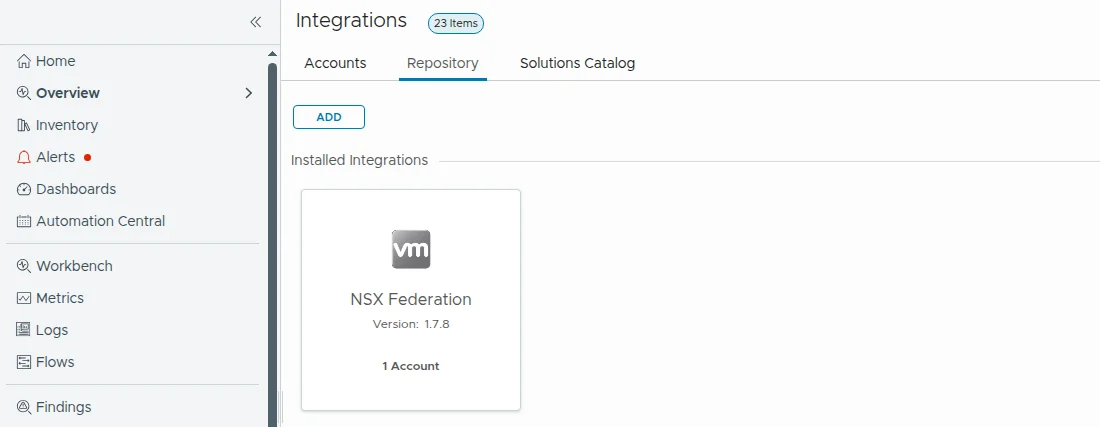 Integrations
23 Items
Accounts
Repository
Solutions Catalog
ADD
Installed Integrations
vm
NSX Federation
Version: 1.7.8
1 Account
Home
Overview
Inventory
Alerts
Dashboards
Automation Central
Workbench
Metrics
Logs
Flows
Findings